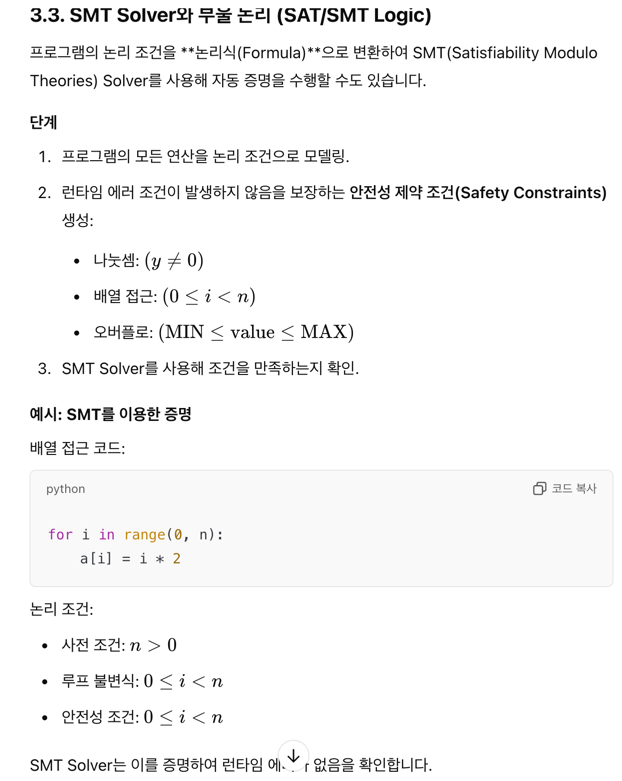 3.3. SMT Solver와 무울 논리 (SAT/SMT Logic)
프로그램의 논리 조건을 **논리식(Formula)**으로 변환하여 SMT(Satisfiability Modulo
Theories) Solver를 사용해 자동 증명을 수행할 수도 있습니다.
단계
1. 프로그램의 모든 연산을 논리 조건으로 모델링.
2. 런타임 에러 조건이 발생하지 않음을 보장하는 안전성 제약 조건(Safety Constraints)
생성:
• 나눗셈: (y ≠ 0)
• 배열 접근: (0 ≤ i < n)
• 오버플로: (MIN ≤ value ≤ MAX)
3. SMT Solver를 사용해 조건을 만족하는지 확인.
예시: SMT를 이용한 증명
배열 접근 코드:
python 코드 복사
for i in range(0, n):
    a[i] = i * 2
논리 조건:
• 사전 조건: n > 0
• 루프 불변식: 0 ≤ i < n
• 안전성 조건: 0 ≤ i < n
SMT Solver는 이를 증명하여 런타임 없음을 확인합니다.